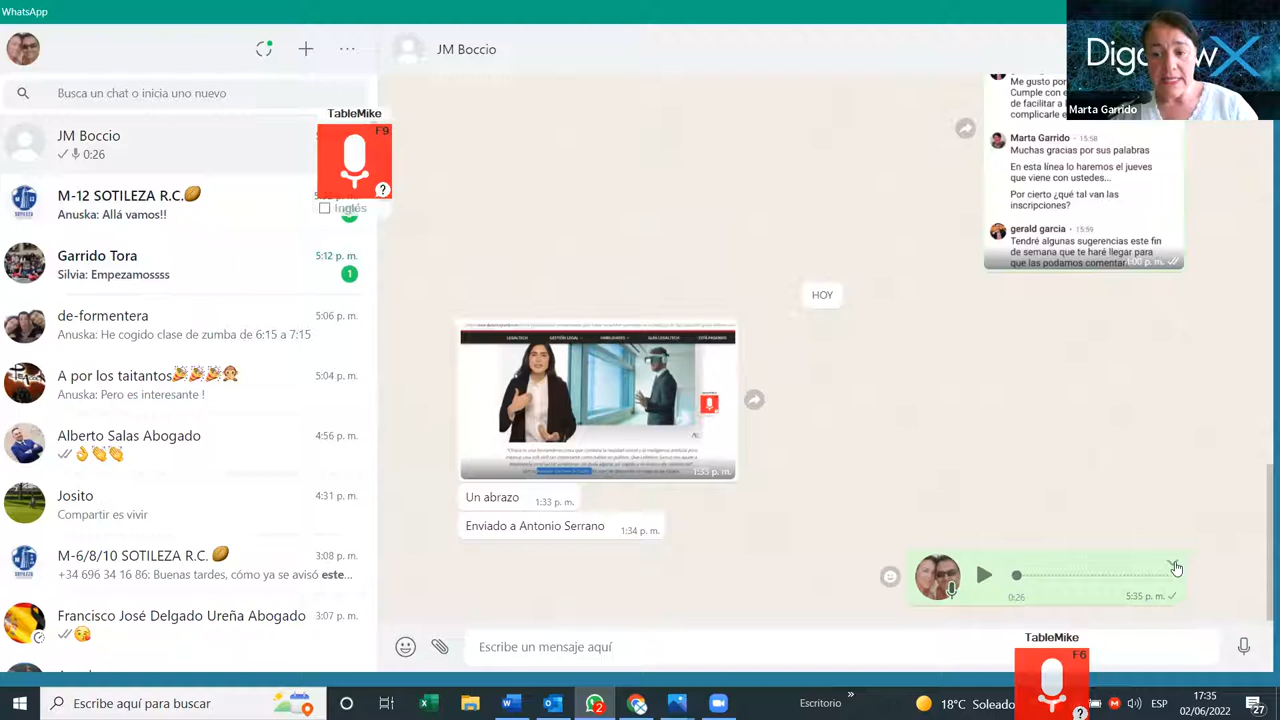 WhatsApp
JM Boccio
Marta Garrido
Busca un chat o inicia uno nuevo
TableMike
F9
?
Inglés
JM Boccio
0:26
M-12 SOTILEZA R.C.
Anuska: ¡Allá vamos!!
Garrido Tora
5:12 p. m.
Silvia: Empezamossss
1
de-formentera
5:06 p. m.
Anuska: He cogido clase de zumba de 6:15 a 7:15
A por los taitantos
5:04 p. m.
Anuska: Pero es interesante !
Alberto Salas Abogado
4:56 p. m.
Josito
4:31 p. m.
Compartir es vivir
M-6/8/10 SOTILEZA R.C.
3:08 p. m.
+34 696 34 16 86: Buenas tardes, cómo ya se avisó este...
Francisco José Delgado Ureña Abogado
3:07 p. m.
Me gusto por
Cumple con e
de facilitar a
complicarle e
Marta Garrido • 15:58
Muchas gracias por sus palabras
En esta línea lo haremos el jueves
que viene con ustedes...
Por cierto ¿qué tal van las
inscripciones?
gerald garcia • 15:59
Tendré algunas sugerencias este fin
de semana que te haré llegar para
que las podamos comentar
HOY
LEGALTECH
GESTIÓN LEGAL
HABILIDADES
GUÍA LEGALTECH
1:33 p. m.
Un abrazo
1:33 p. m.
Enviado a Antonio Serrano
1:34 p. m.
0:26
5:35 p. m.
Escribe un mensaje aquí
TableMike
F6
?
Escribe aquí para buscar
2
Escritorio
»
18°C Soleado
ESP
17:35
02/06/2022
27